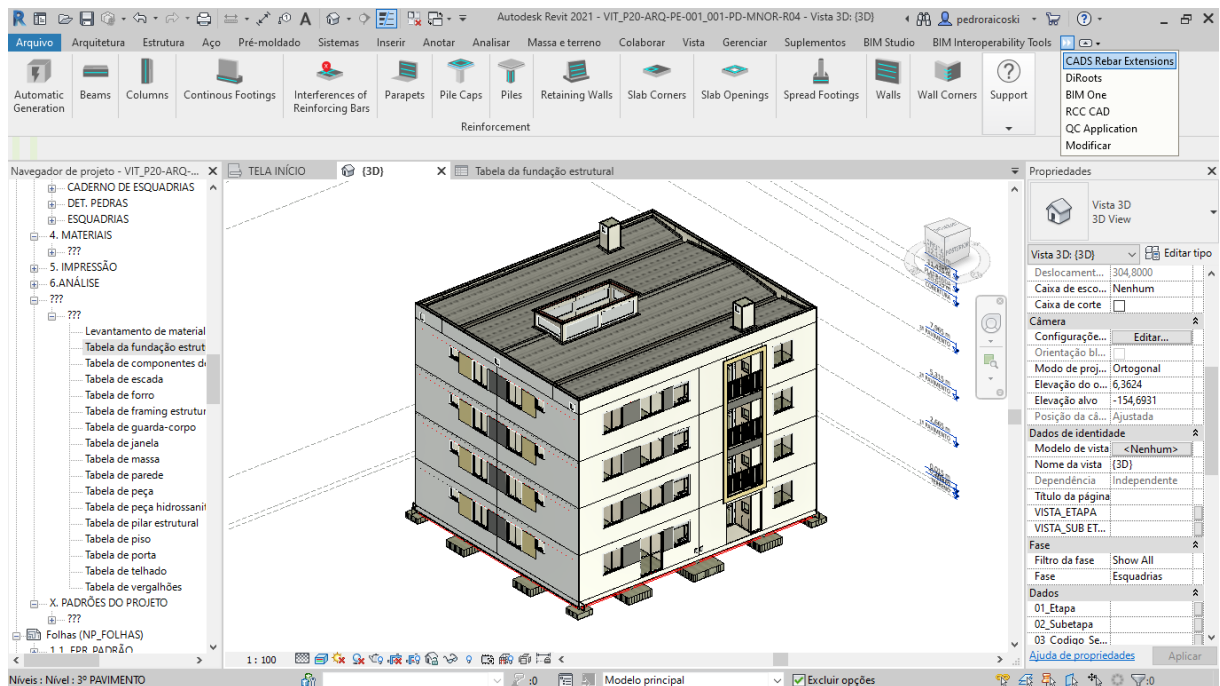 Autodesk Revit 2021 - VIT_P20-ARQ-PE-001_001-PD-MNOR-R04 - Vista 3D: {3D}
pedroraicoski
Arquivo Arquitetura Estrutura Aço Pré-moldado Sistemas Inserir Anotar Analisar Massa e terreno Colaborar Vista Gerenciar Suplementos BIM Studio BIM Interoperability Tools
CADS Rebar Extensions
DiRoots
BIM One
RCC CAD
QC Application
Modificar
Automatic Generation
Beams
Columns
Continous Footings
Interferences of Reinforcing Bars
Parapets
Pile Caps
Piles
Retaining Walls
Slab Corners
Slab Openings
Spread Footings
Walls
Wall Corners
Support
Reinforcement
Navegador de projeto - VIT_P20-ARQ-...
TELA INÍCIO
{3D}
Tabela da fundação estrutural
CADERNO DE ESQUADRIAS
DET. PEDRAS
ESQUADRIAS
4. MATERIAIS
???
5. IMPRESSÃO
6.ANÁLISE
???
???
Levantamento de material
Tabela da fundação estrut
Tabela de componentes de
Tabela de escada
Tabela de forro
Tabela de framing estrutur
Tabela de guarda-corpo
Tabela de janela
Tabela de massa
Tabela de parede
Tabela de peça
Tabela de peça hidrossanit
Tabela de pilar estrutural
Tabela de piso
Tabela de porta
Tabela de telhado
Tabela de vergalhões
X. PADRÕES DO PROJETO
???
Folhas (NP_FOLHAS)
1.1. EPR_PADRÃO
Propriedades
Vista 3D
3D View
Vista 3D: {3D}
Editar tipo
Deslocament... 304,8000
Caixa de esco... Nenhum
Caixa de corte
Câmera
Configuraçõe... Editar...
Orientação bl...
Modo de proj... Ortogonal
Elevação do o... 6,3624
Elevação alvo -154,6931
Posição da câ... Ajustada
Dados de identidade
Modelo de vista <Nenhum>
Nome da vista {3D}
Dependência Independente
Título da página
VISTA_ETAPA
VISTA_SUB ET...
Fase
Filtro da fase Show All
Fase Esquadrias
Dados
01_Etapa
02_Subetapa
03 Codigo Se...
Ajuda de propriedades
Aplicar
1 : 100
Níveis : Nível : 3º PAVIMENTO
:0
Modelo principal
Excluir opções
:0